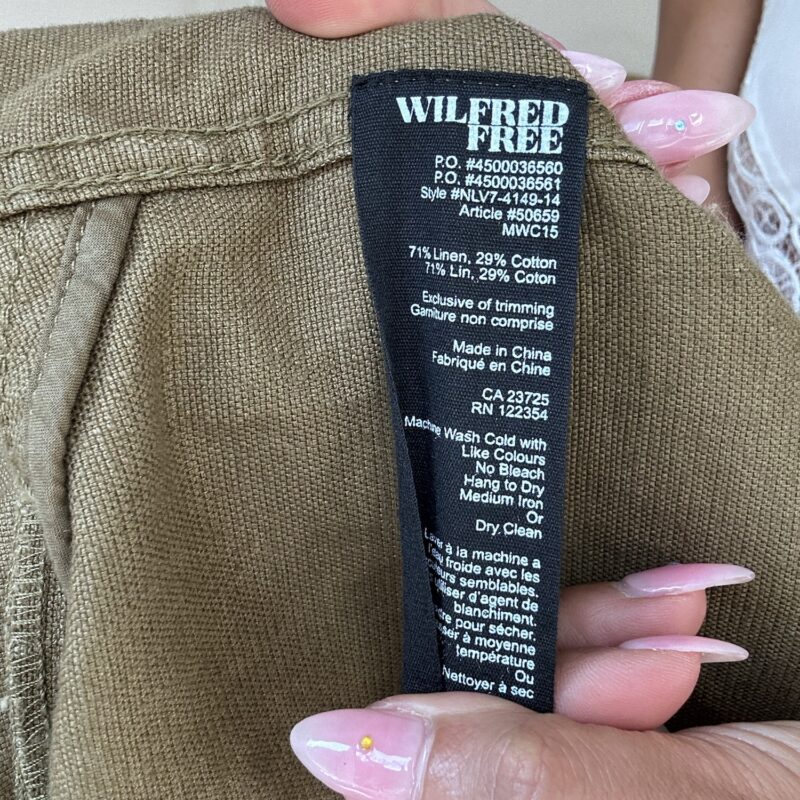 WILFRED
FREE
P.O. #4500036560
P.O. #4500036561
Style #NLV7-4149-14
Article #50659
MWC15
71% Linen, 29% Cotton
71% Lin, 29% Coton
Exclusive of trimming
Garniture non comprise
Made in China
Fabriqué en Chine
CA 23725
RN 122354
Machine Wash Cold with
Like Colours
No Bleach
Hang to Dry
Medium Iron
Or
Dry Clean
à la machine a
froide avec les
semblables.
d'agent de
blanchiment.
pour sécher.
à moyenne
température
Ou
Nettoyer à sec